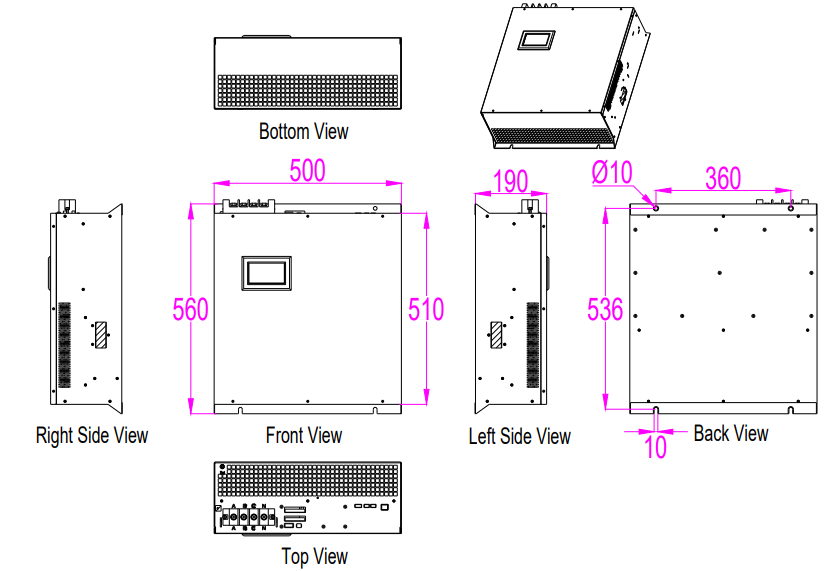 Bottom View
500
190
Ø10
360
560
510
536
10
Right Side View
Front View
Left Side View
Back View
A B C N
A B C N
Top View